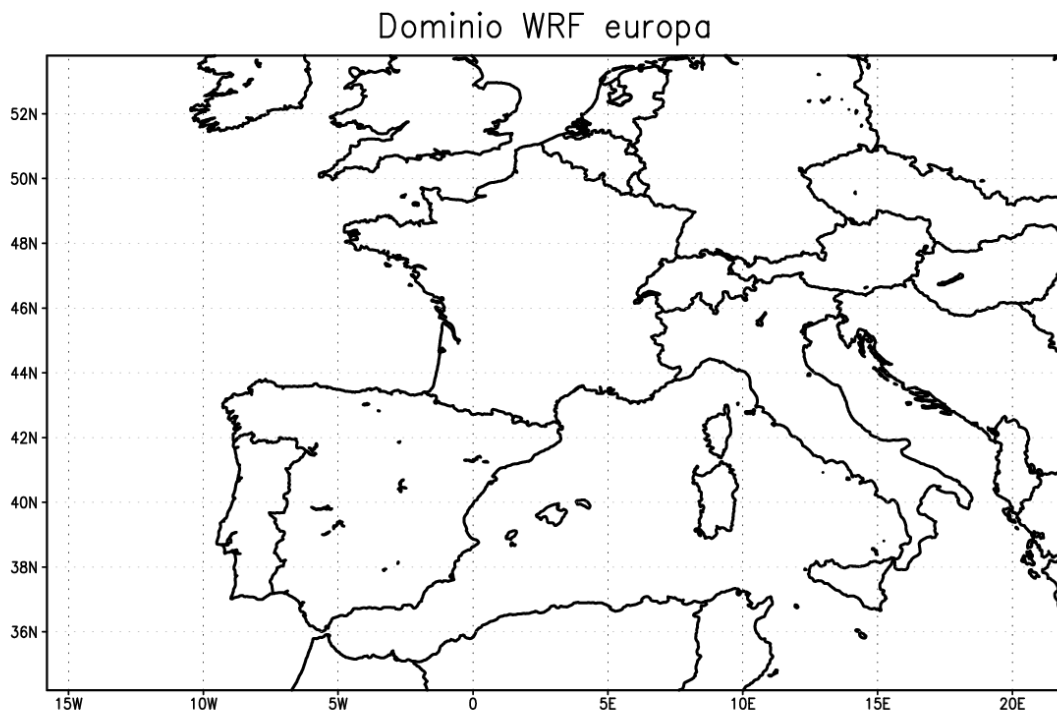 Dominio WRF europa
52N
50N
48N
46N
44N
42N
40N
38N
36N
15W 10W 5W 0 5E 10E 15E 20E